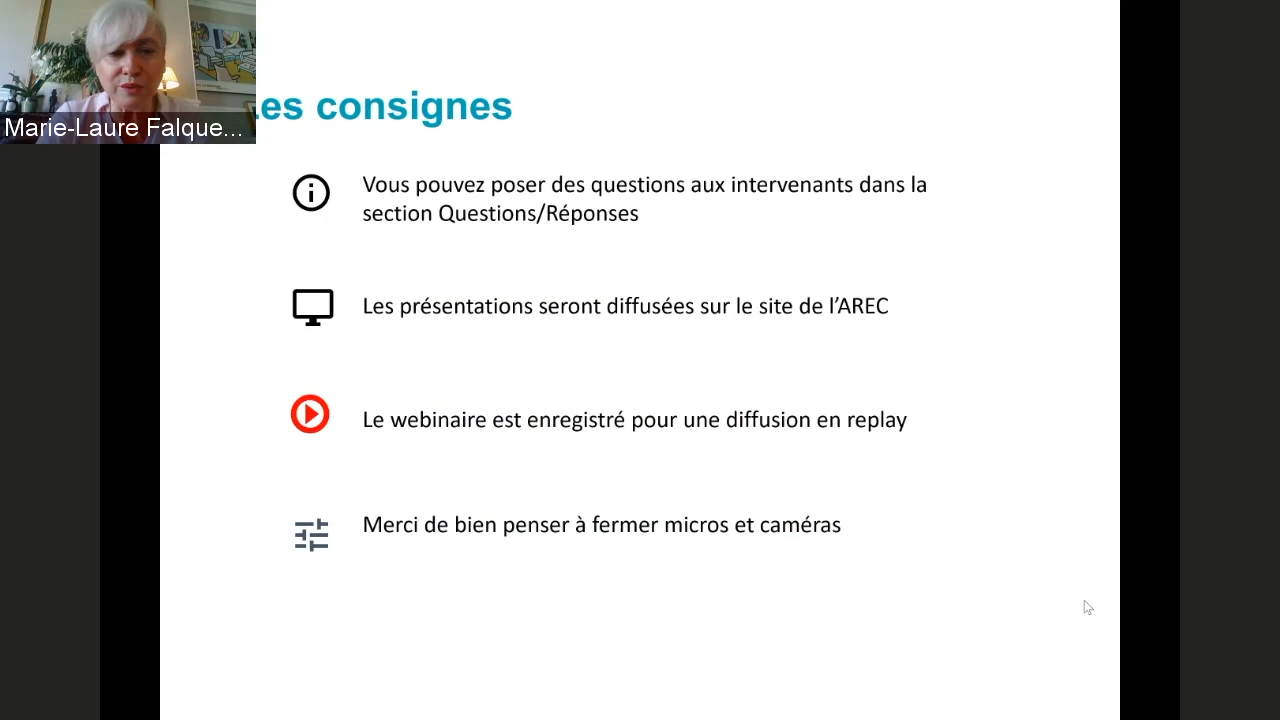 Les consignes
Marie-Laure Falque...
Vous pouvez poser des questions aux intervenants dans la
section Questions/Réponses
Les présentations seront diffusées sur le site de l’AREC
Le webinaire est enregistré pour une diffusion en replay
Merci de bien penser à fermer micros et caméras